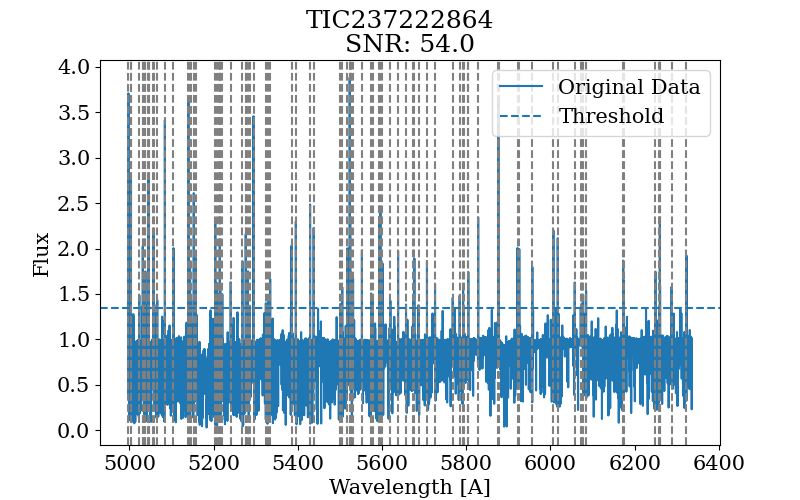 TIC237222864
SNR: 54.0
Original Data
Threshold
Flux
4.0
3.5
3.0
2.5
2.0
1.5
1.0
0.5
0.0
5000 5200 5400 5600 5800 6000 6200 6400
Wavelength [A]